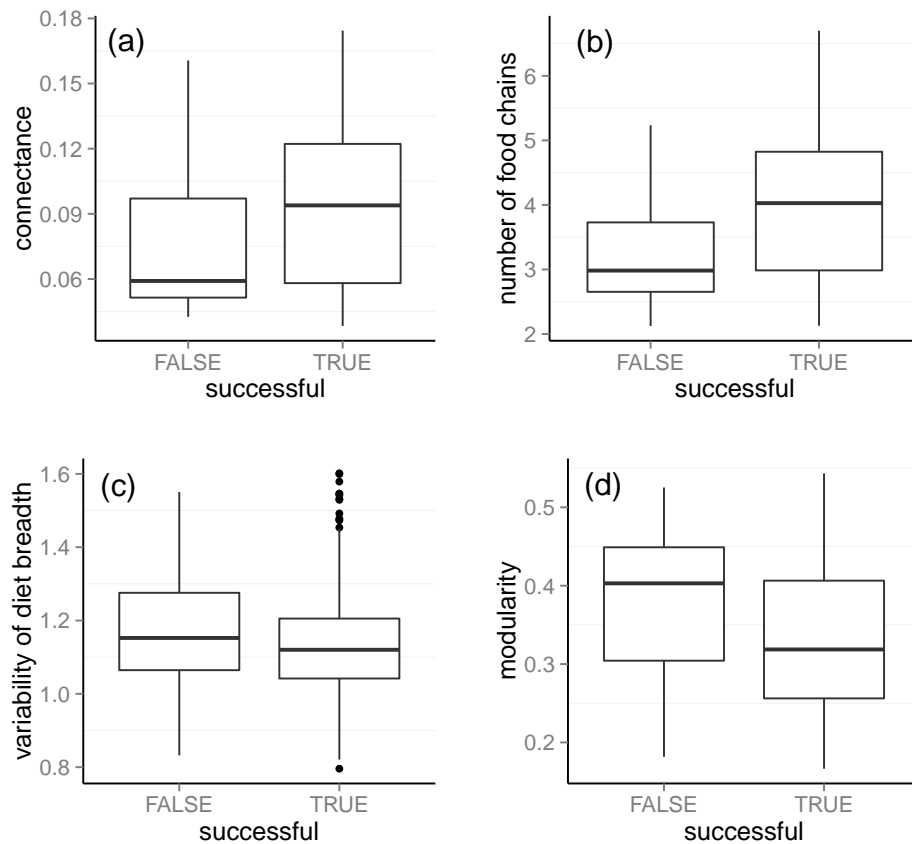 (a)
connectance
0.18
0.15
0.12
0.09
0.06
FALSE TRUE
successful
(b)
number of food chains
6
5
4
3
2
FALSE TRUE
successful
(c)
variability of diet breadth
1.6
1.4
1.2
1.0
0.8
FALSE TRUE
successful
(d)
modularity
0.5
0.4
0.3
0.2
FALSE TRUE
successful